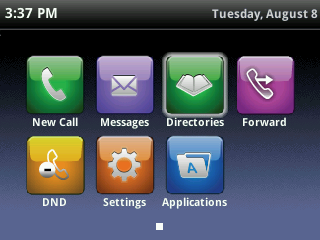 3:37 PM Tuesday, August 8
New Call Messages Directories Forward
A
DND Settings Applications